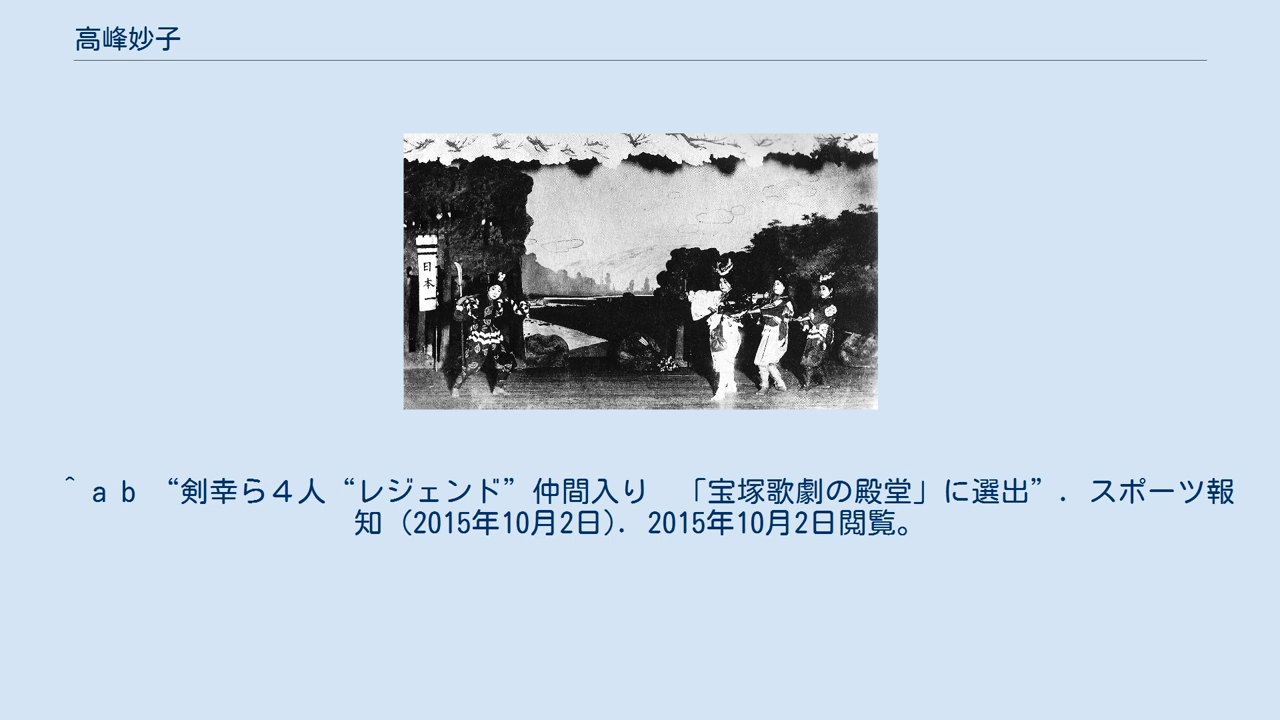 高峰妙子
日本一
^ a b “剣幸ら４人“レジェンド”仲間入り　「宝塚歌劇の殿堂」に選出”. スポーツ報
知 (2015年10月2日). 2015年10月2日閲覧。